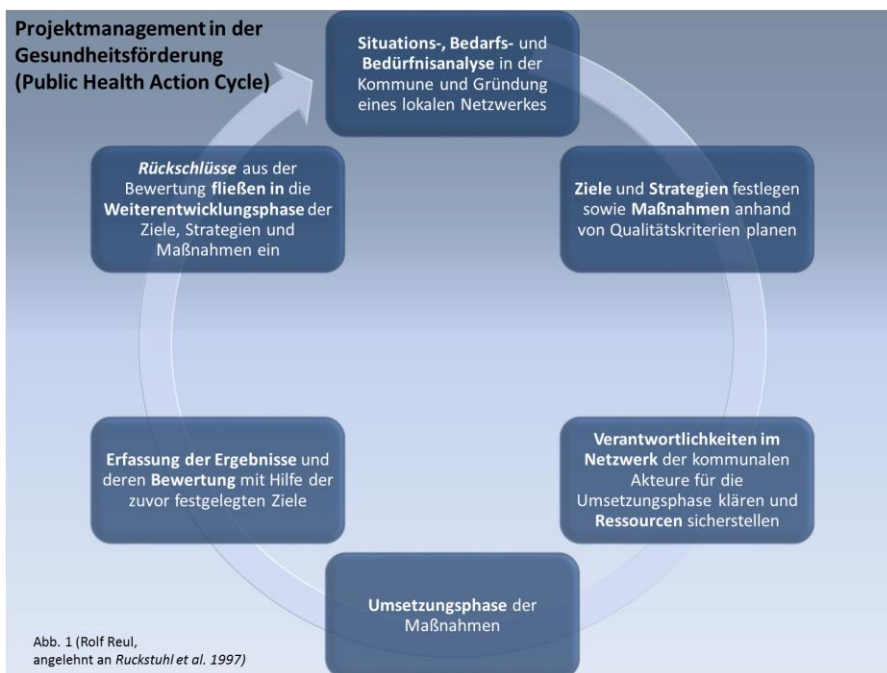 Projektmanagement in der
Gesundheitsförderung
(Public Health Action Cycle)
Situations-, Bedarfs- und
Bedürfnisanalyse in der
Kommune und Gründung
eines lokalen Netzwerkes
Ziele und Strategien festlegen
sowie Maßnahmen anhand
von Qualitätskriterien planen
Verantwortlichkeiten im
Netzwerk der kommunalen
Akteure für die
Umsetzungsphase klären und
Ressourcen sicherstellen
Umsetzungsphase der
Maßnahmen
Erfassung der Ergebnisse und
deren Bewertung mit Hilfe der
zuvor festgelegten Ziele
Rückschlüsse aus der
Bewertung fließen in die
Weiterentwicklungsphase der
Ziele, Strategien und
Maßnahmen ein
Abb. 1 (Rolf Reul,
angelehnt an Ruckstuhl et al. 1997)